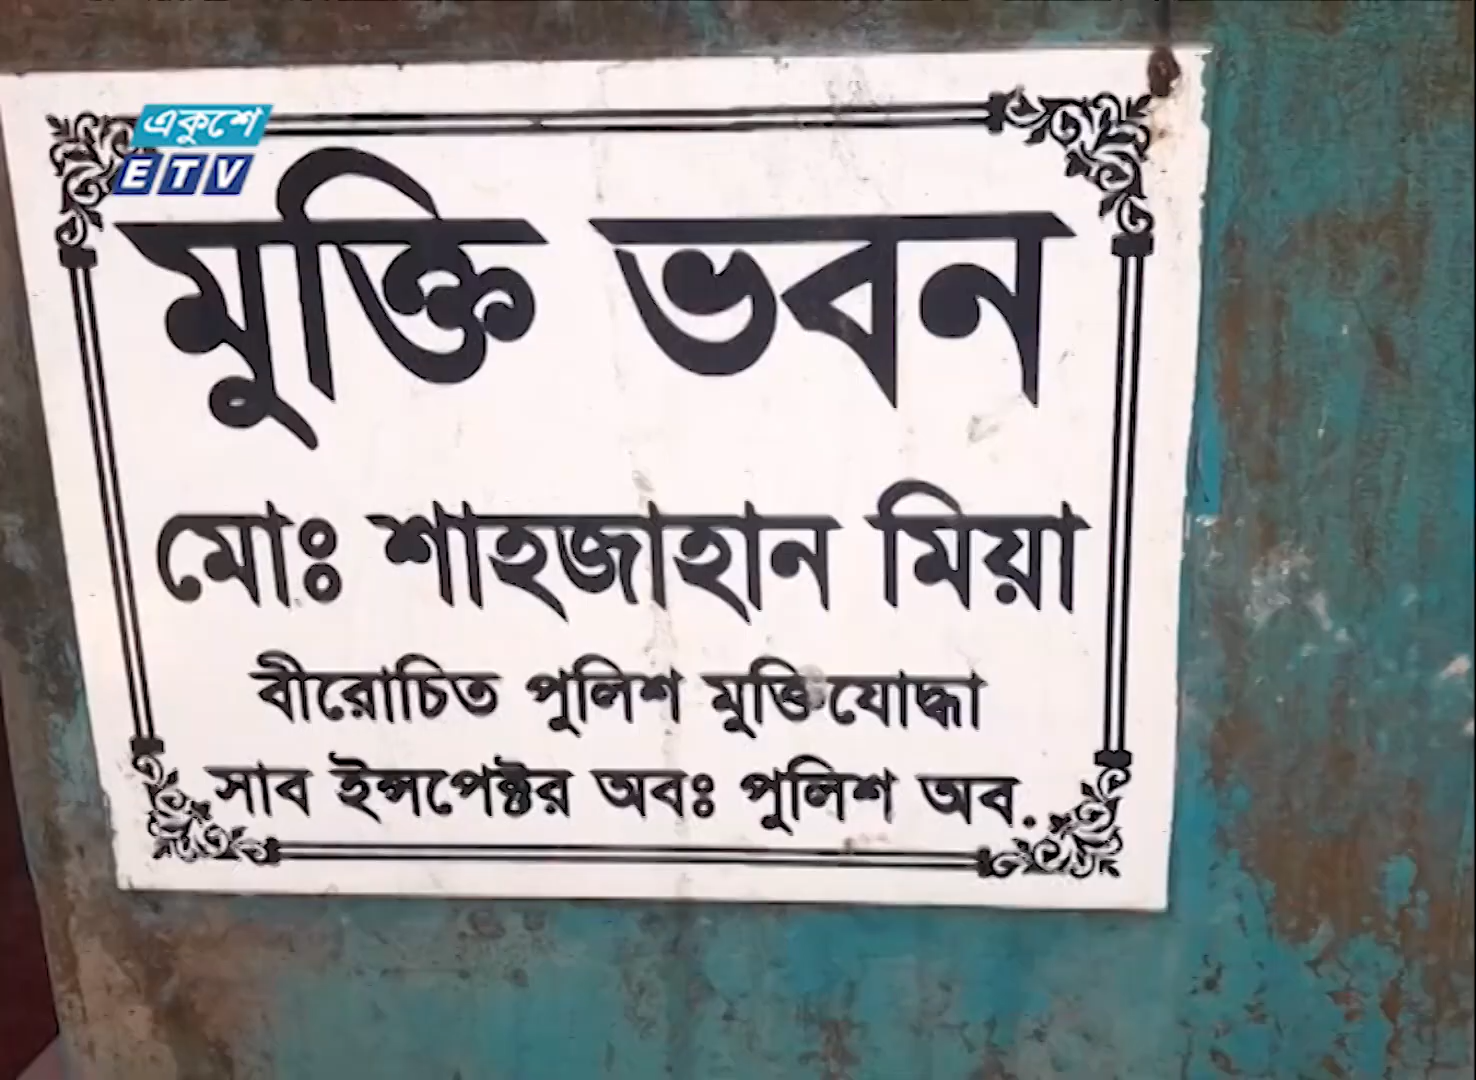 একুশে
ETV
মুক্তি ভবন
মোঃ শাহজাহান মিয়া
বীরোচিত পুলিশ মুক্তিযোদ্ধা
সাব ইন্সপেক্টর অবঃ পুলিশ অব.